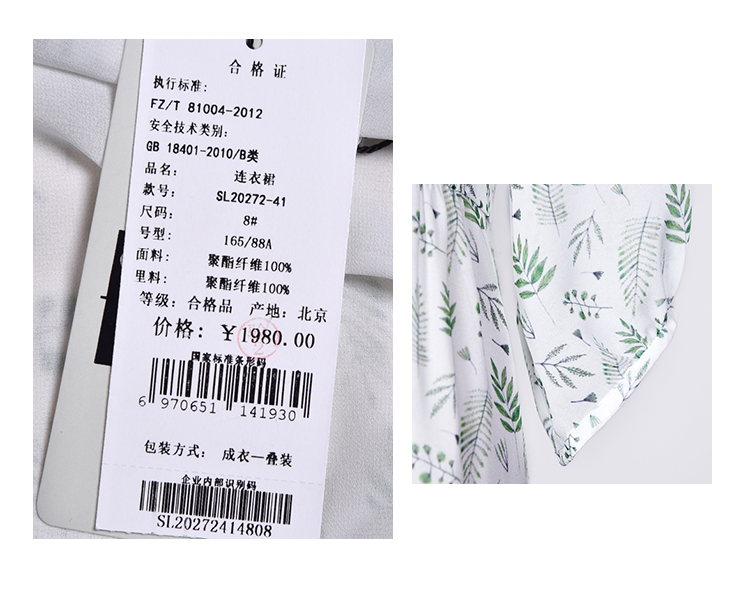 合格证
执行标准:
FZ/T 81004-2012
安全技术类别:
GB 18401-2010/B类
品名: 连衣裙
款号: SL20272-41
尺码: 8#
号型: 165/88A
面料: 聚酯纤维100%
里料: 聚酯纤维100%
等级: 合格品 产地: 北京
价格: ¥1980.00
国家标准条形码
6 970651 141930
包装方式: 成衣—叠装
企业内部识别码
SL20272414808